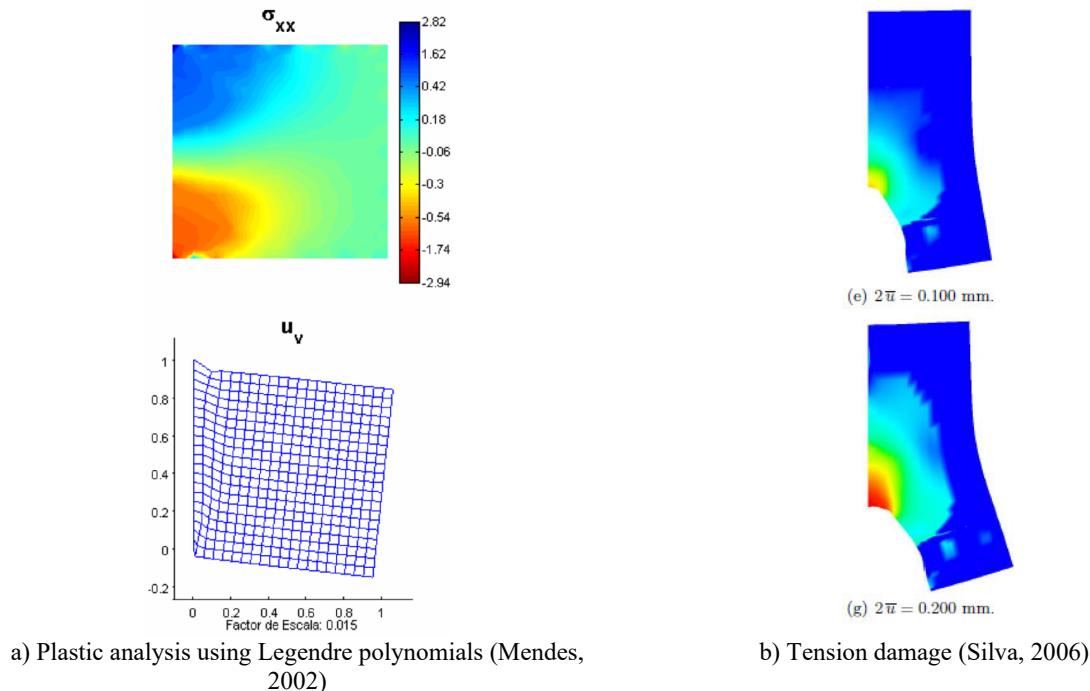 σxx
2.82
1.62
0.42
0.18
-0.06
-0.3
-0.54
-1.74
-2.94
uv
1
0.8
0.6
0.4
0.2
0
-0.2
0 0.2 0.4 0.6 0.8 1
Factor de Escala: 0.015
a) Plastic analysis using Legendre polynomials (Mendes,
2002)
(e) 2u̅ = 0.100 mm.
(g) 2u̅ = 0.200 mm.
b) Tension damage (Silva, 2006)